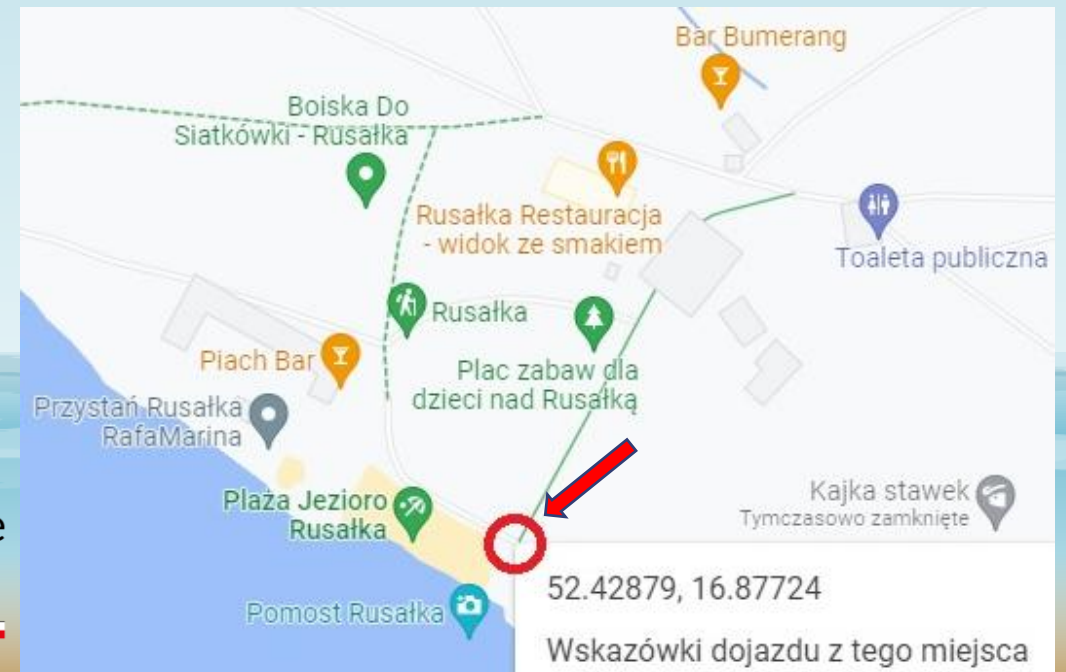 Bar Bumerang
Boiska Do
Siatkówki - Rusałka
Rusałka Restauracja
- widok ze smakiem
Toaleta publiczna
Rusałka
Piach Bar
Plac zabaw dla
dzieci nad Rusałką
Przystań Rusałka
RafaMarina
Plaża Jezioro
Rusałka
Kajka stawek
Tymczasowo zamknięte
e
Pomost Rusałka
52.42879, 16.87724
Wskazówki dojazdu z tego miejsca